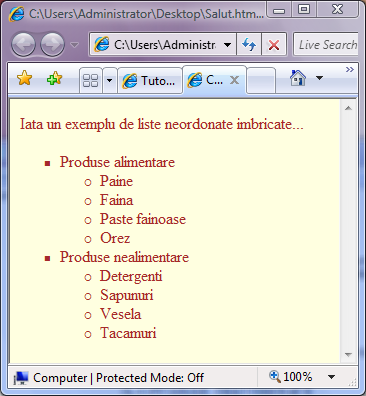 C:\Users\Administrator\Desktop\Salut.htm...
C:\Users\Administra
Live Search
Tuto...
C...
Iata un exemplu de liste neordonate imbricate...
Produse alimentare
Paine
Faina
Paste fainoase
Orez
Produse nealimentare
Detergenti
Sapunuri
Vesela
Tacamuri
Computer | Protected Mode: Off
100%